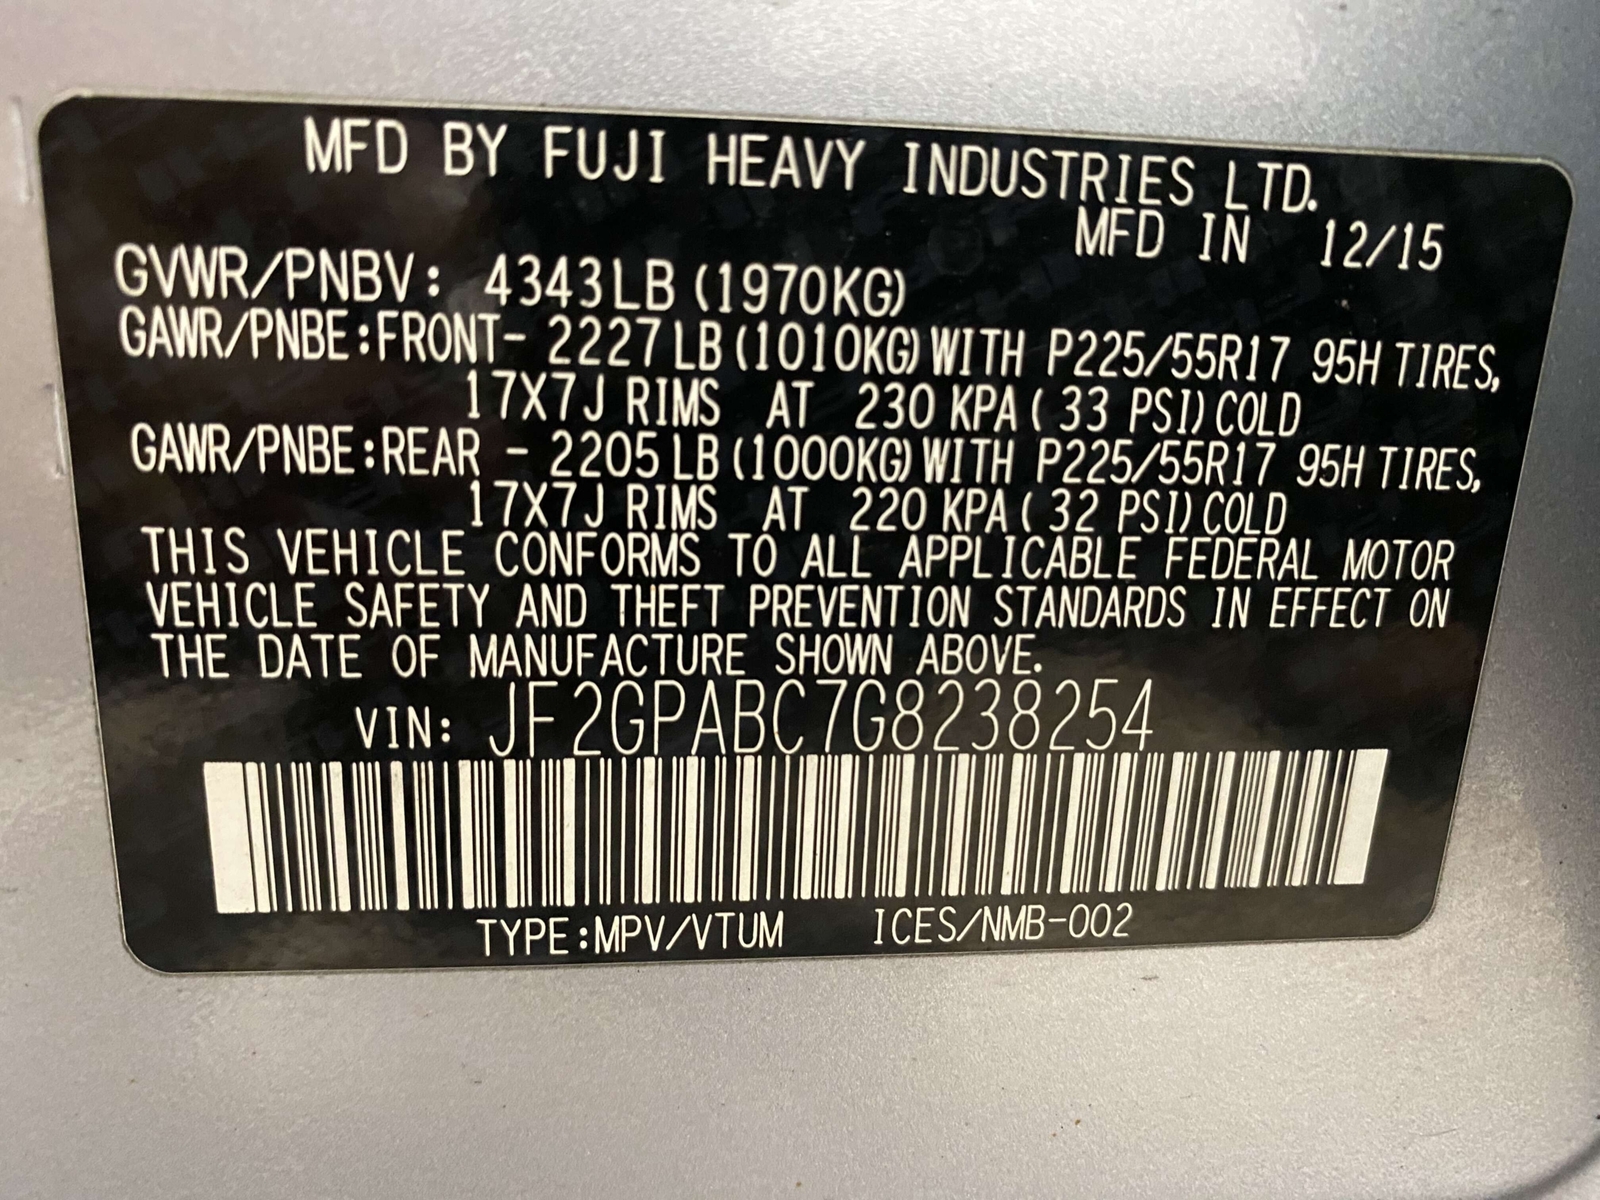 MFD BY FUJI HEAVY INDUSTRIES LTD.
MFD IN 12/15
GVWR/PNBV: 4343LB (1970KG)
GAWR/PNBE:FRONT- 2227LB(1010KG)WITH P225/55R17 95H TIRES,
17X7J RIMS AT 230 KPA( 33 PSI)COLD
GAWR/PNBE:REAR - 2205LB(1000KG)WITH P225/55R17 95H TIRES,
17X7J RIMS AT 220 KPA( 32 PSI)COLD
THIS VEHICLE CONFORMS TO ALL APPLICABLE FEDERAL MOTOR
VEHICLE SAFETY AND THEFT PREVENTION STANDARDS IN EFFECT ON
THE DATE OF MANUFACTURE SHOWN ABOVE.
VIN: JF2GPABC7G8238254
TYPE:MPV/VTUM ICES/NMB-002